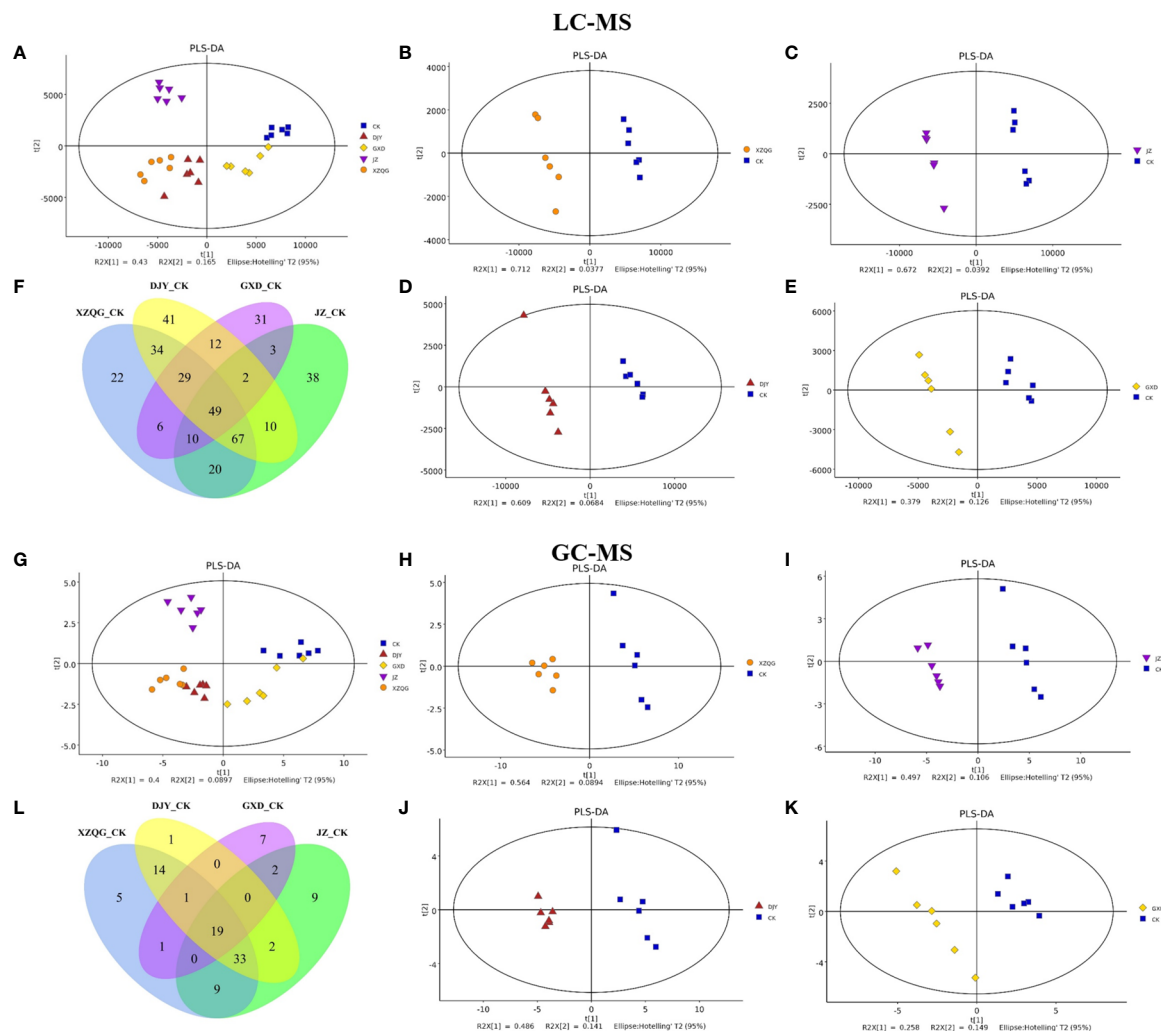 LC-MS
A
PLS-DA
t[2]
5000
0
-5000
-10000 -5000 0 5000 10000
t[1]
R2X[1] = 0.43 R2X[2] = 0.165 Ellipse:Hotelling' T2 (95%)
CK
DJY
GXD
JZ
XZQG
B
PLS-DA
t[2]
4000
2000
0
-2000
-4000
-10000 0 10000
t[1]
R2X[1] = 0.712 R2X[2] = 0.0377 Ellipse:Hotelling' T2 (95%)
XZQG
CK
C
PLS-DA
t[2]
2500
0
-2500
-10000 0 10000
t[1]
R2X[1] = 0.672 R2X[2] = 0.0392 Ellipse:Hotelling' T2 (95%)
JZ
CK
F
XZQG_CK
DJY_CK
GXD_CK
JZ_CK
41
31
34
12
3
22
29
2
38
49
6
10
67
10
20
D
PLS-DA
t[2]
5000
2500
0
-2500
-5000
-10000 0 10000
t[1]
R2X[1] = 0.609 R2X[2] = 0.0684 Ellipse:Hotelling' T2 (95%)
DJY
CK
E
PLS-DA
t[2]
6000
3000
0
-3000
-6000
-10000 -5000 0 5000 10000
t[1]
R2X[1] = 0.379 R2X[2] = 0.126 Ellipse:Hotelling' T2 (95%)
GXD
CK
GC-MS
G
PLS-DA
t[2]
5.0
2.5
0.0
-2.5
-5.0
-10 -5 0 5 10
t[1]
R2X[1] = 0.4 R2X[2] = 0.0897 Ellipse:Hotelling' T2 (95%)
CK
DJY
GXD
JZ
XZQG
H
PLS-DA
t[2]
5.0
2.5
0.0
-2.5
-5.0
-10 0 10
t[1]
R2X[1] = 0.564 R2X[2] = 0.0894 Ellipse:Hotelling' T2 (95%)
XZQG
CK
I
PLS-DA
t[2]
6
3
0
-3
-6
-10 -5 0 5 10
t[1]
R2X[1] = 0.497 R2X[2] = 0.106 Ellipse:Hotelling' T2 (95%)
JZ
CK
L
XZQG_CK
DJY_CK
GXD_CK
JZ_CK
1
7
14
0
2
5
1
0
9
19
1
0
33
2
9
J
PLS-DA
t[2]
4
0
-4
-10 -5 0 5 10
t[1]
R2X[1] = 0.486 R2X[2] = 0.141 Ellipse:Hotelling' T2 (95%)
DJY
CK
K
PLS-DA
t[2]
4
0
-4
-5 0 5
t[1]
R2X[1] = 0.258 R2X[2] = 0.149 Ellipse:Hotelling' T2 (95%)
CK